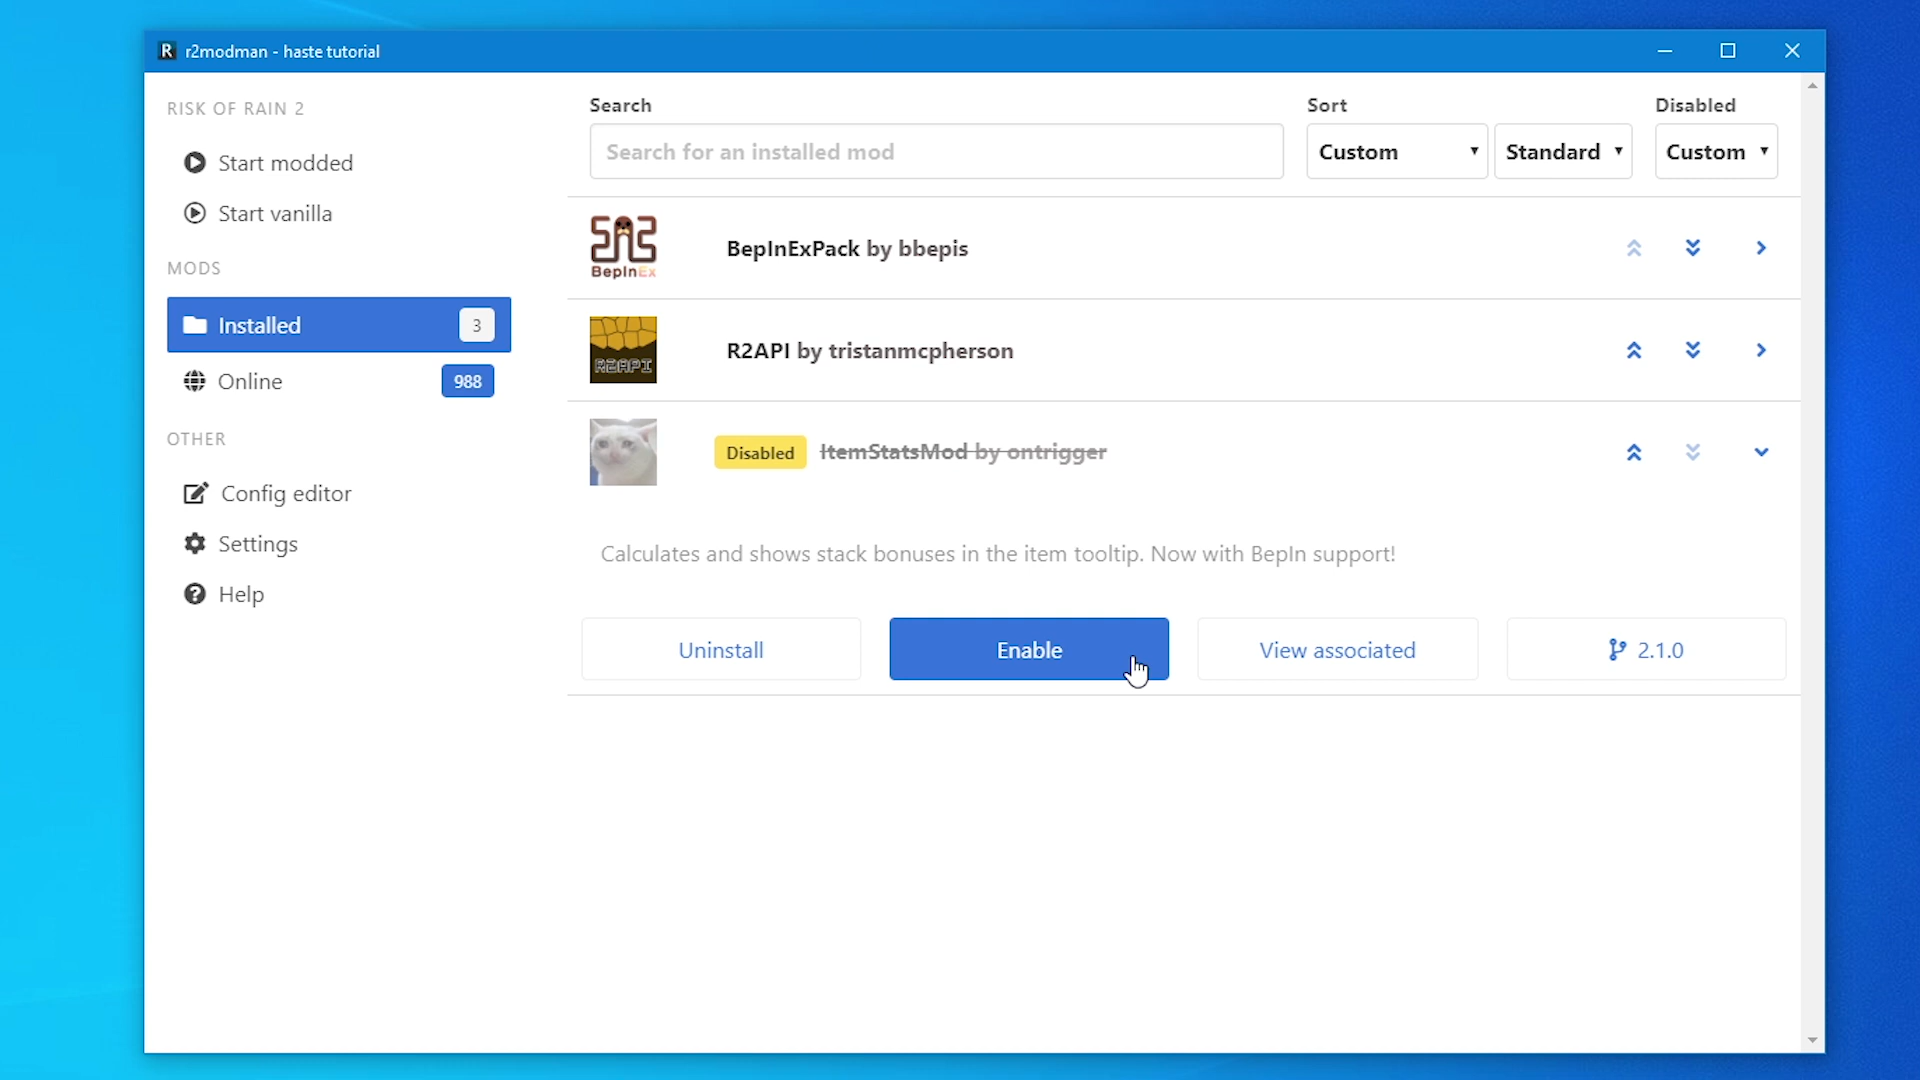 r2modman - haste tutorial
RISK OF RAIN 2
Start modded
Start vanilla
MODS
Installed 3
Online 988
OTHER
Config editor
Settings
Help
Search
Search for an installed mod
Sort
Custom
Standard
Disabled
Custom
BepInEx
BepInExPack by bbepis
R2API
R2API by tristanmcpherson
Disabled ItemStatsMod by ontrigger
Calculates and shows stack bonuses in the item tooltip. Now with BepIn support!
Uninstall
Enable
View associated
2.1.0